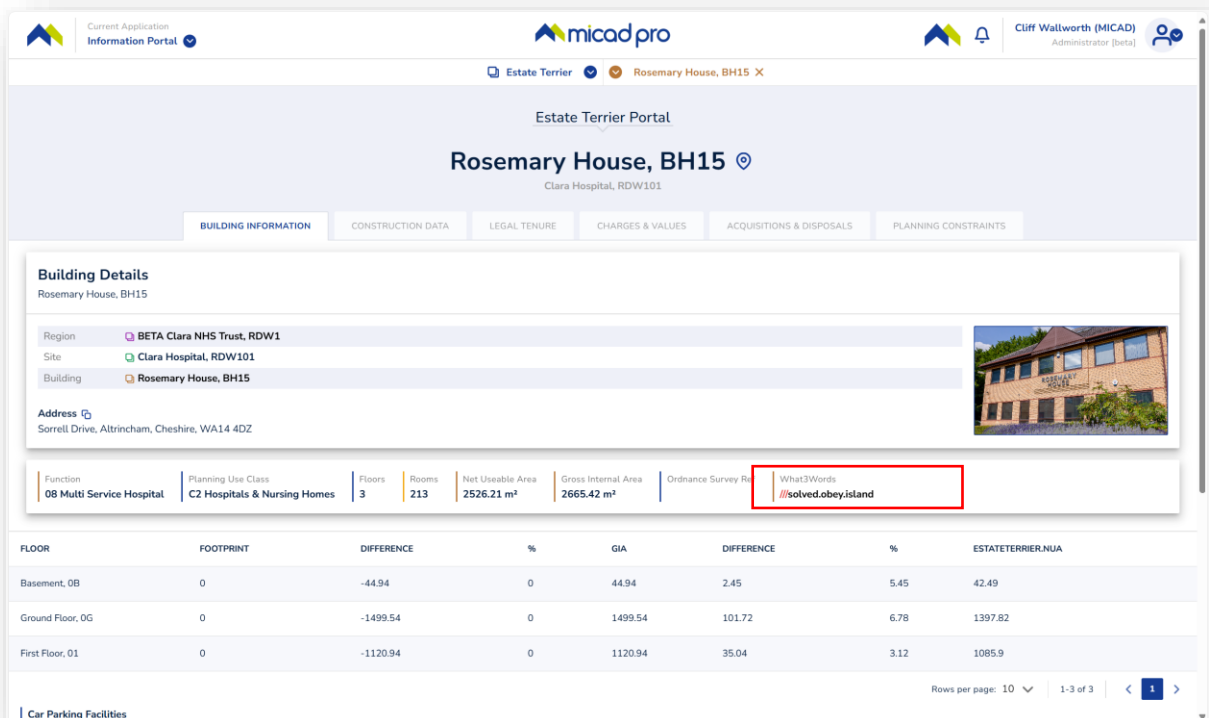 Current Application
Information Portal
micad pro
Cliff Wallworth (MICAD)
Administrator [beta]
Estate Terrier
Rosemary House, BH15 ✕
Estate Terrier Portal
Rosemary House, BH15
Clara Hospital, RDW101
BUILDING INFORMATION CONSTRUCTION DATA LEGAL TENURE CHARGES & VALUES ACQUISITIONS & DISPOSALS PLANNING CONSTRAINTS
Building Details
Rosemary House, BH15
Region BETA Clara NHS Trust, RDW1
Site Clara Hospital, RDW101
Building Rosemary House, BH15
ROSEMARY
HOUSE
Address
Sorrell Drive, Altrincham, Cheshire, WA14 4DZ
Function Planning Use Class Floors Rooms Net Useable Area Gross Internal Area Ordnance Survey Re What3Words
08 Multi Service Hospital C2 Hospitals & Nursing Homes 3 213 2526.21 m² 2665.42 m² ///solved.obey.island
FLOOR FOOTPRINT DIFFERENCE % GIA DIFFERENCE % ESTATETERRIER.NUA
Basement, 0B 0 -44.94 0 44.94 2.45 5.45 42.49
Ground Floor, 0G 0 -1499.54 0 1499.54 101.72 6.78 1397.82
First Floor, 01 0 -1120.94 0 1120.94 35.04 3.12 1085.9
Rows per page: 10 1-3 of 3 < 1 >
Car Parking Facilities